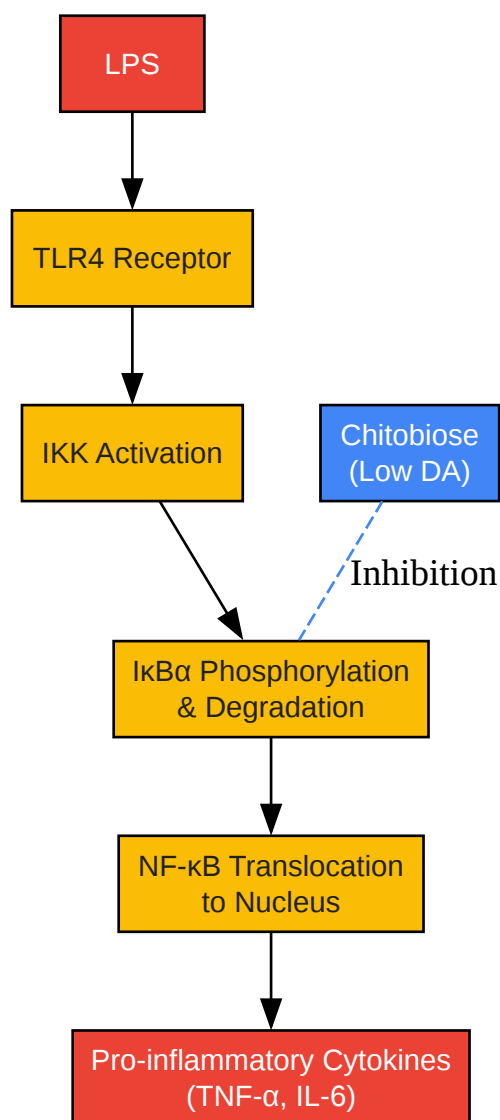 LPS
TLR4 Receptor
IKK Activation
Chitobiose
(Low DA)
Inhibition
IκBα Phosphorylation
& Degradation
NF-κB Translocation
to Nucleus
Pro-inflammatory Cytokines
(TNF-α, IL-6)